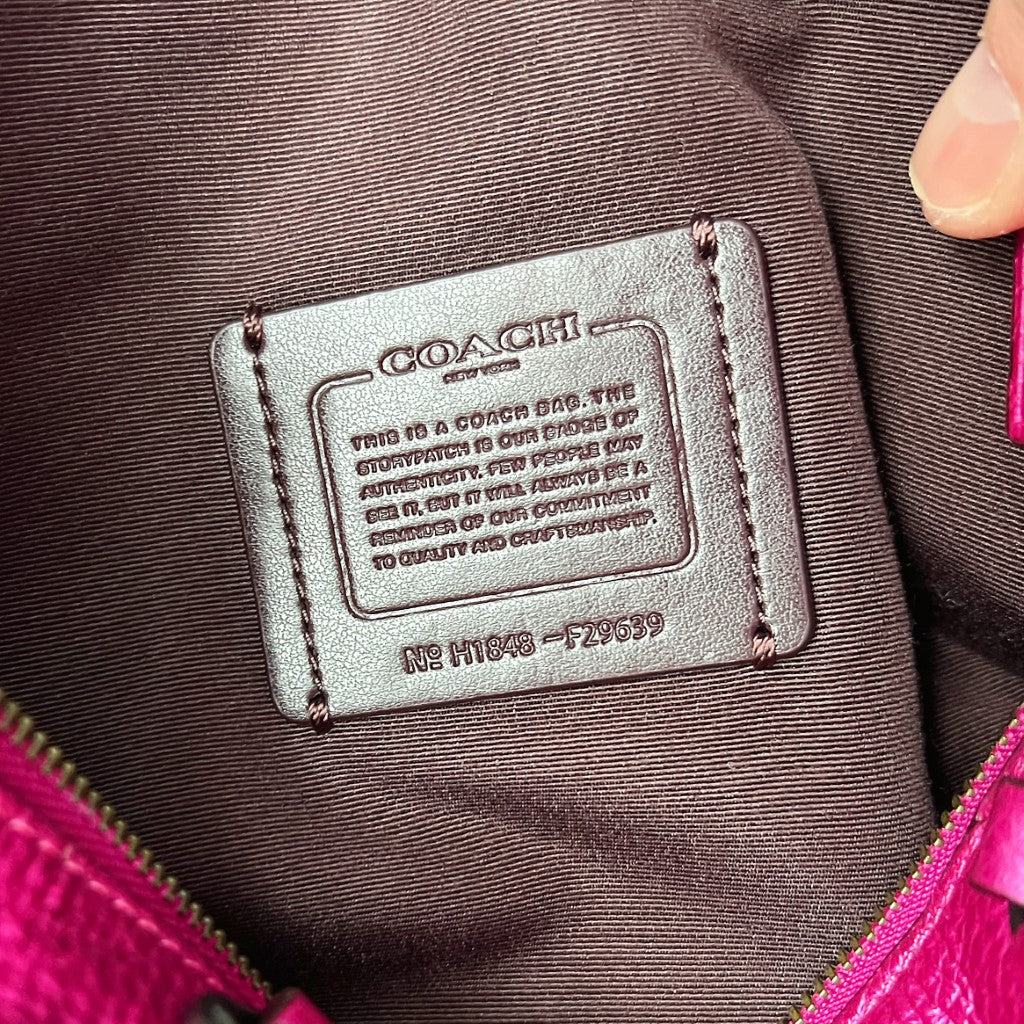 COACH
NEW YORK
THIS IS A COACH BAG. THE
STORYPATCH IS OUR BADGE OF
AUTHENTICITY. FEW PEOPLE MAY
SEE IT, BUT IT WILL ALWAYS BE A
REMINDER OF OUR COMMITMENT
TO QUALITY AND CRAFTSMANSHIP.
Nº H1848 -F29639